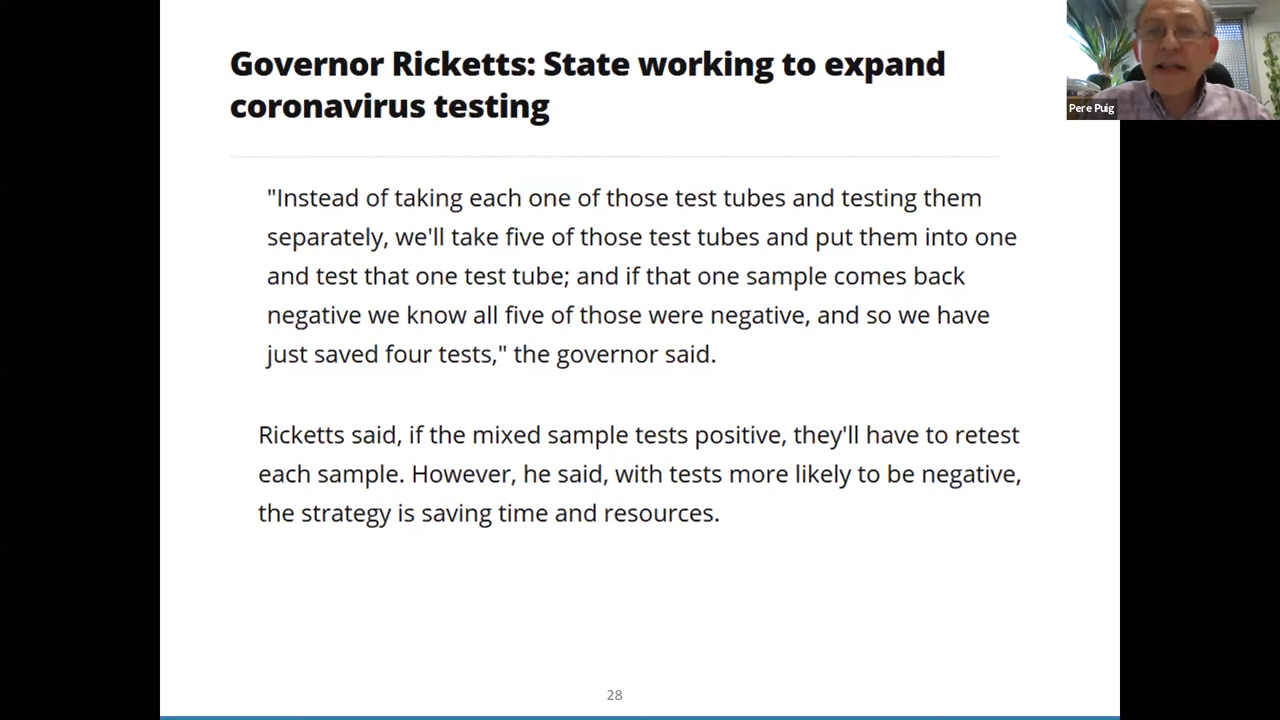 Governor Ricketts: State working to expand
coronavirus testing
"Instead of taking each one of those test tubes and testing them
separately, we'll take five of those test tubes and put them into one
and test that one test tube; and if that one sample comes back
negative we know all five of those were negative, and so we have
just saved four tests," the governor said.
Ricketts said, if the mixed sample tests positive, they'll have to retest
each sample. However, he said, with tests more likely to be negative,
the strategy is saving time and resources.
28
Pere Puig